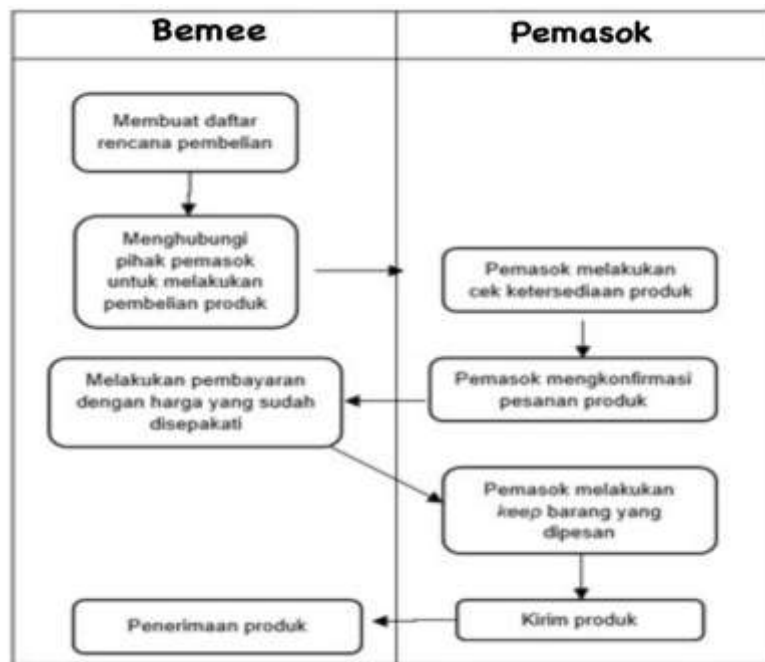 Bemee
Pemasok
Membuat daftar
rencana pembelian
Menghubungi
pihak pemasok
untuk melakukan
pembelian produk
Pemasok melakukan
cek ketersediaan produk
Pemasok mengkonfirmasi
pesanan produk
Melakukan pembayaran
dengan harga yang sudah
disepakati
Pemasok melakukan
keep barang yang
dipesan
Kirim produk
Penerimaan produk